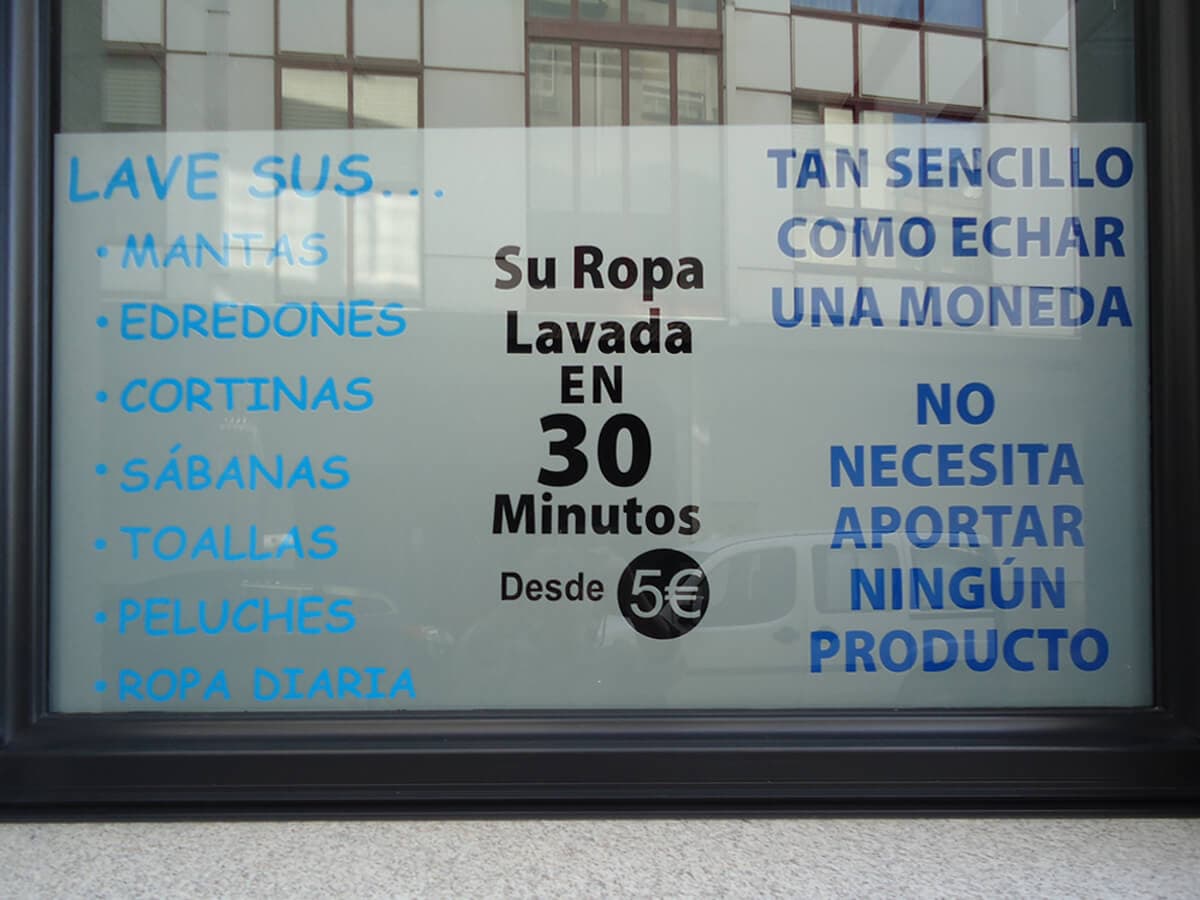 LAVE SUS...
• MANTAS
• EDREDONES
• CORTINAS
• SÁBANAS
• TOALLAS
• PELUCHES
• ROPA DIARIA
Su Ropa
Lavada
EN
30
Minutos
Desde 5€
TAN SENCILLO
COMO ECHAR
UNA MONEDA
NO
NECESITA
APORTAR
NINGÚN
PRODUCTO